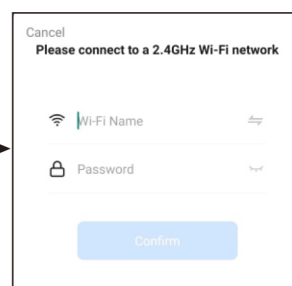 Cancel
Please connect to a 2.4GHz Wi-Fi network
Wi-Fi Name
Password
Confirm